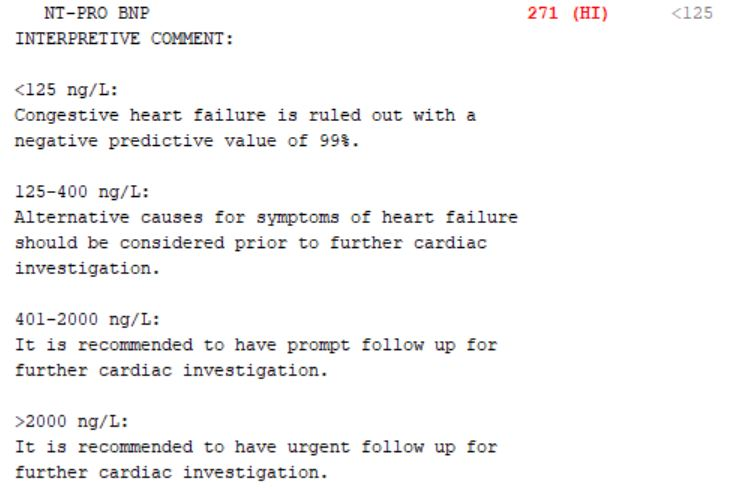 NT-PRO BNP 271 (HI) <125
INTERPRETIVE COMMENT:
<125 ng/L:
Congestive heart failure is ruled out with a
negative predictive value of 99%.
125-400 ng/L:
Alternative causes for symptoms of heart failure
should be considered prior to further cardiac
investigation.
401-2000 ng/L:
It is recommended to have prompt follow up for
further cardiac investigation.
>2000 ng/L:
It is recommended to have urgent follow up for
further cardiac investigation.